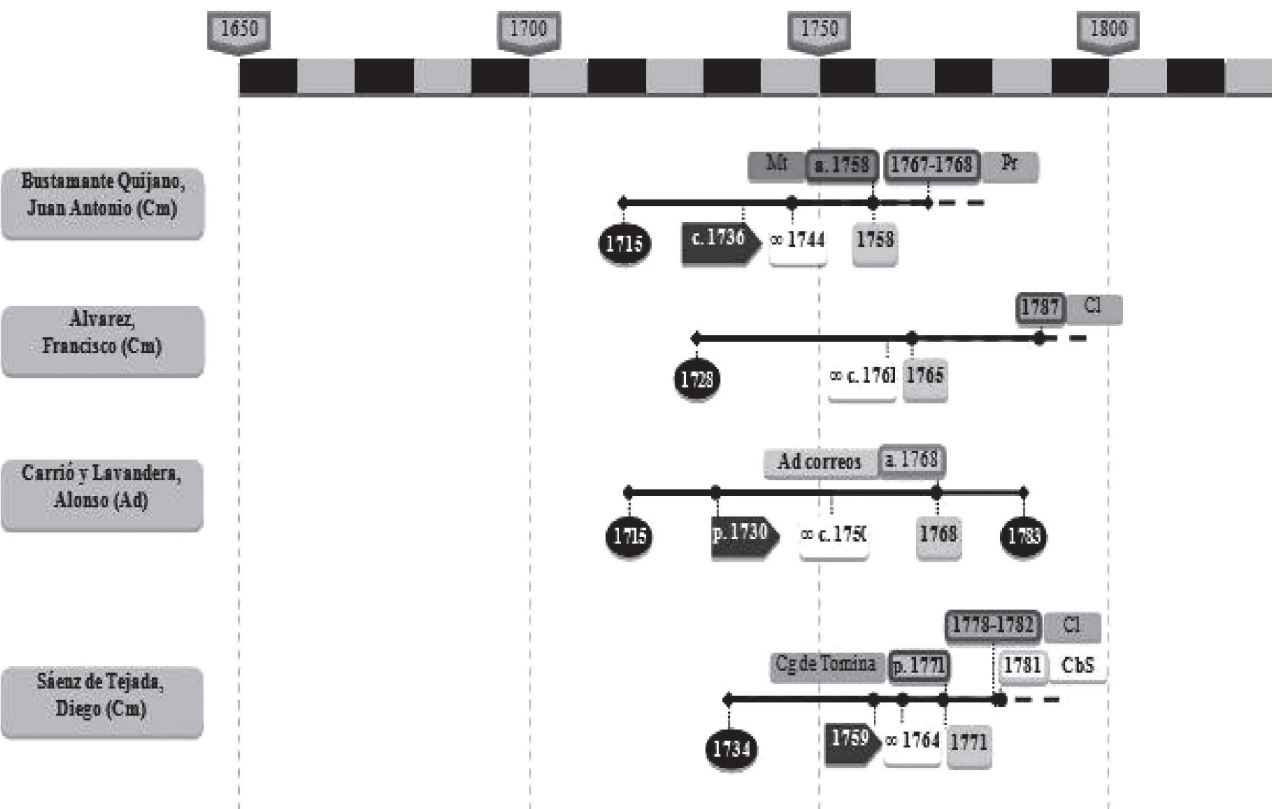 1650 1700 1750 1800
Mt a. 1758 1767-1768 Pr
Bustamante Quijano,
Juan Antonio (Cm)
1715 c. 1736 ∞ 1744 1758
1787 Cl
Alvarez,
Francisco (Cm)
1728 ∞ c. 1761 1765
Ad correos a. 1768
Carrió y Lavandera,
Alonso (Ad)
1715 p. 1730 ∞ c. 1750 1768 1783
1778-1782 Cl
Cg de Tomina p. 1771 1781 CbS
Sáenz de Tejada,
Diego (Cm)
1734 1759 ∞ 1764 1771